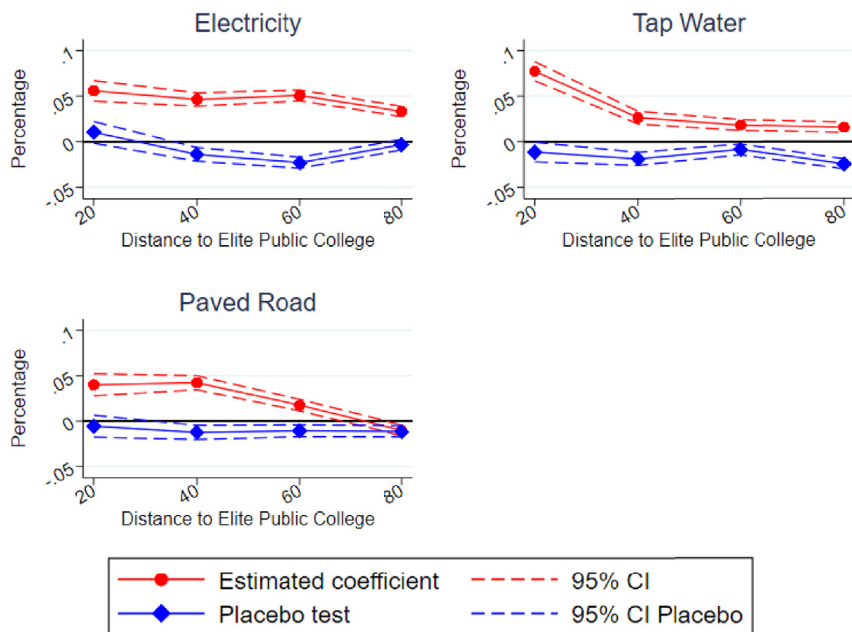 Electricity
Percentage
.1
.05
0
-.05
20
40
60
80
Distance to Elite Public College
Tap Water
Percentage
.1
.05
0
-.05
20
40
60
80
Distance to Elite Public College
Paved Road
Percentage
.1
.05
0
-.05
20
40
60
80
Distance to Elite Public College
Estimated coefficient
95% CI
Placebo test
95% CI Placebo